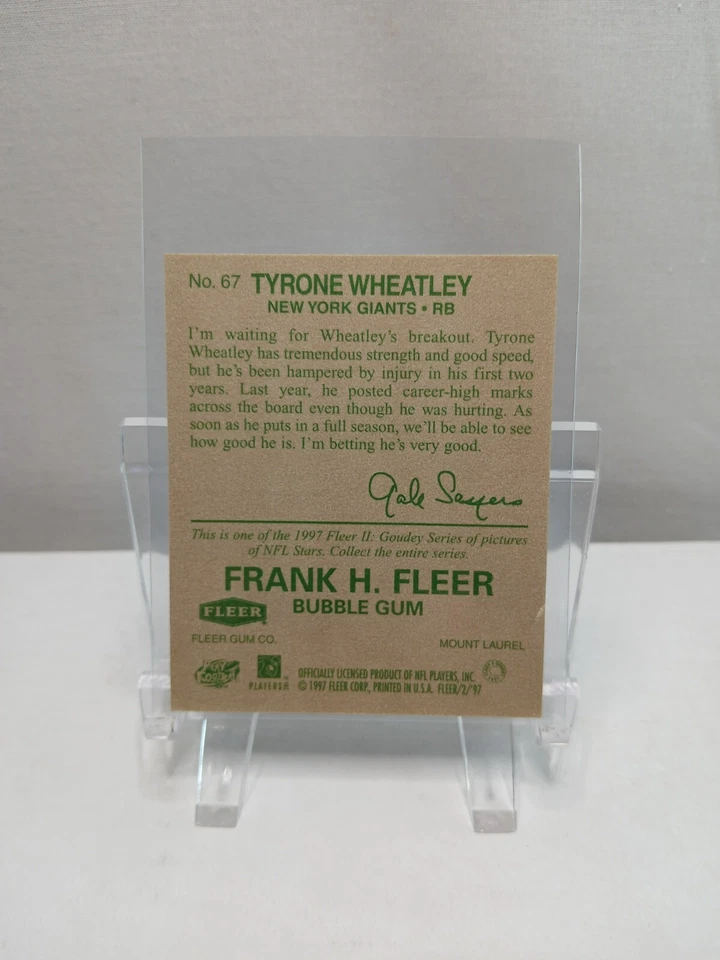 No. 67 TYRONE WHEATLEY
NEW YORK GIANTS • RB
I'm waiting for Wheatley's breakout. Tyrone
Wheatley has tremendous strength and good speed,
but he's been hampered by injury in his first two
years. Last year, he posted career-high marks
across the board even though he was hurting. As
soon as he puts in a full season, we'll be able to see
how good he is. I'm betting he's very good.
Gale Sayers
This is one of the 1997 Fleer II: Goudey Series of pictures
of NFL Stars. Collect the entire series.
FRANK H. FLEER
FLEER BUBBLE GUM
FLEER GUM CO. MOUNT LAUREL
PLAYERS OFFICIALLY LICENSED PRODUCT OF NFL PLAYERS, INC.
© 1997 FLEER CORP., PRINTED IN U.S.A. FLEER/2/'97